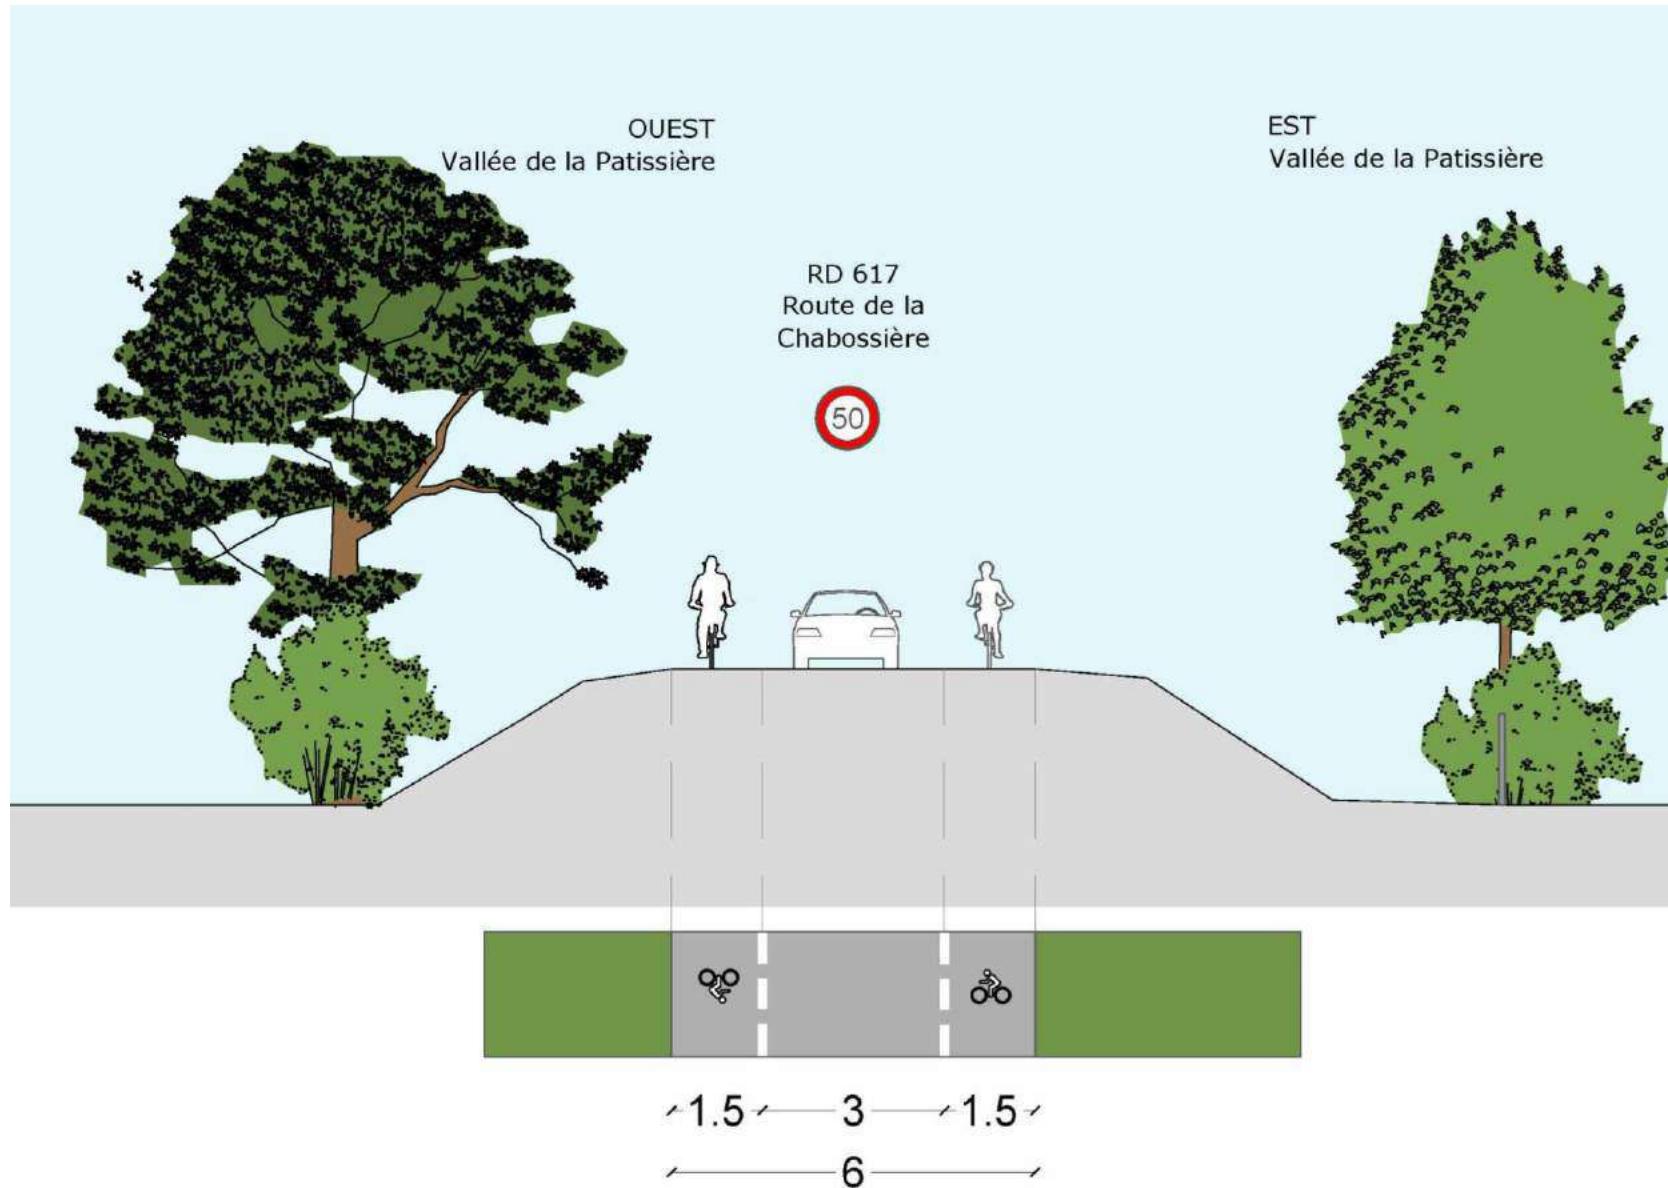 OUEST
Vallée de la Patissière
EST
Vallée de la Patissière
RD 617
Route de la
Chabossière
50
1.5
3
1.5
6